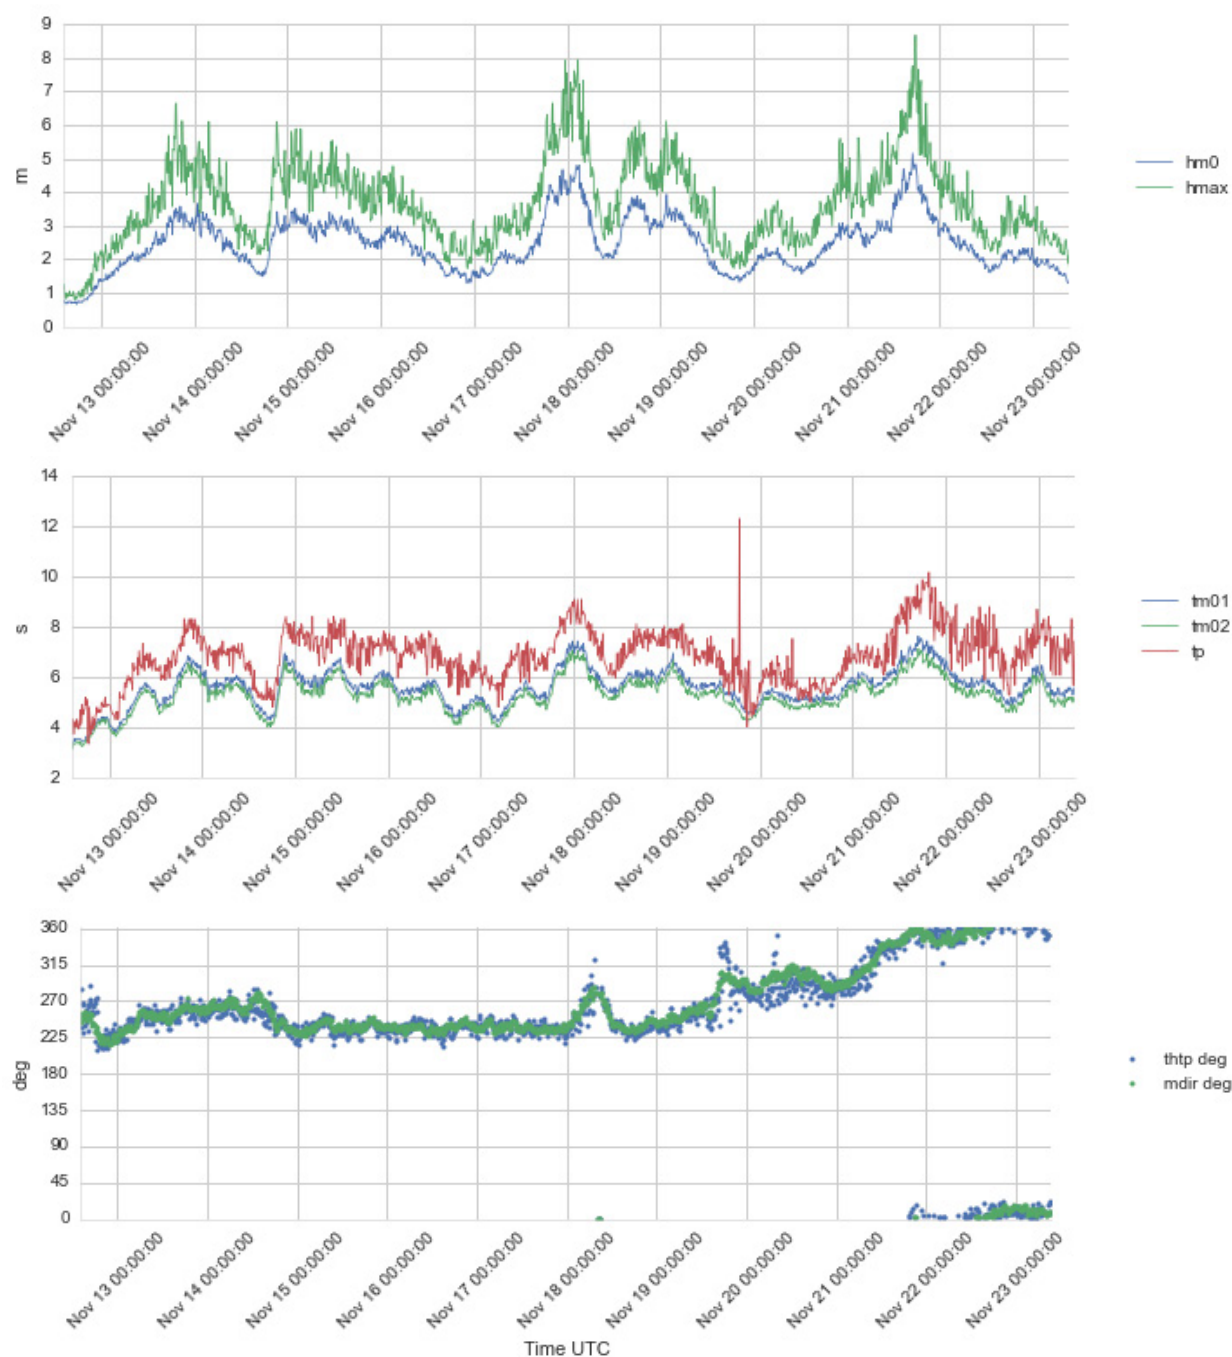 9
8
7
6
5
4
3
2
1
0
m
hm0
hmax
Nov 13 00:00:00
Nov 14 00:00:00
Nov 15 00:00:00
Nov 16 00:00:00
Nov 17 00:00:00
Nov 18 00:00:00
Nov 19 00:00:00
Nov 20 00:00:00
Nov 21 00:00:00
Nov 22 00:00:00
Nov 23 00:00:00
14
12
10
8
6
4
2
s
tm01
tm02
tp
Nov 13 00:00:00
Nov 14 00:00:00
Nov 15 00:00:00
Nov 16 00:00:00
Nov 17 00:00:00
Nov 18 00:00:00
Nov 19 00:00:00
Nov 20 00:00:00
Nov 21 00:00:00
Nov 22 00:00:00
Nov 23 00:00:00
360
315
270
225
180
135
90
45
0
deg
thtp deg
mdir deg
Nov 13 00:00:00
Nov 14 00:00:00
Nov 15 00:00:00
Nov 16 00:00:00
Nov 17 00:00:00
Nov 18 00:00:00
Nov 19 00:00:00
Nov 20 00:00:00
Nov 21 00:00:00
Nov 22 00:00:00
Nov 23 00:00:00
Time UTC